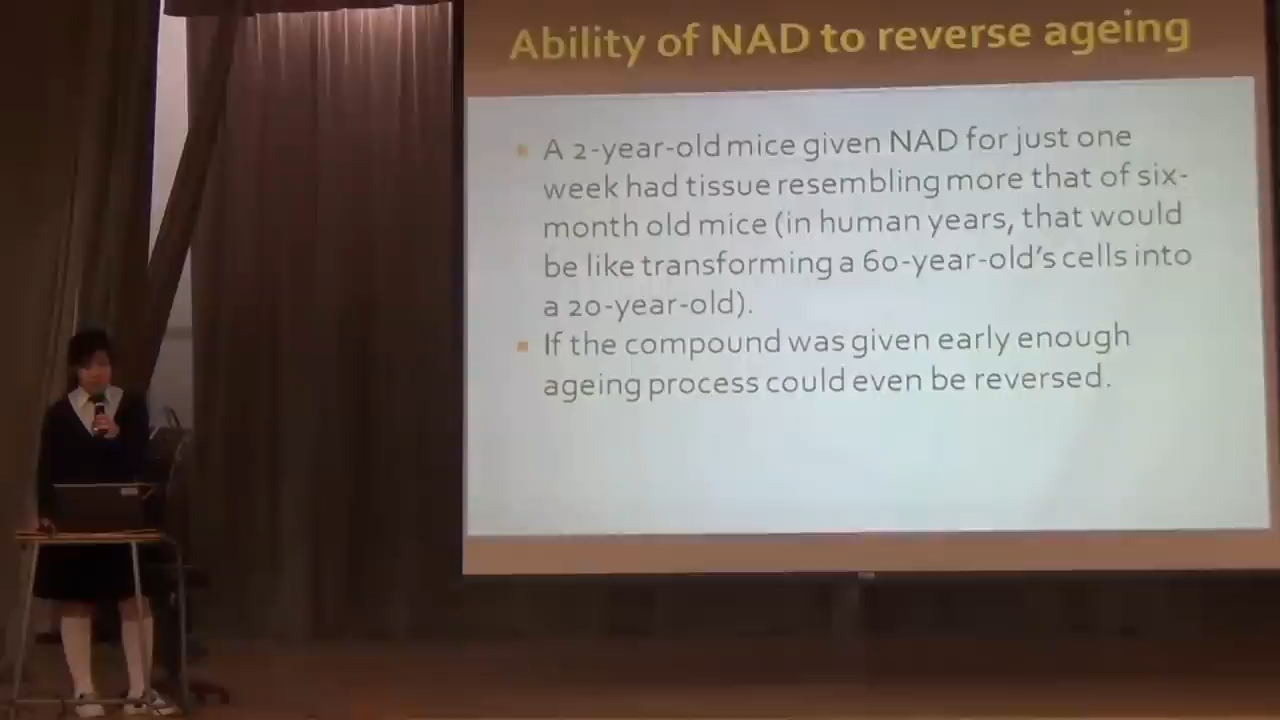 Ability of NAD to reverse ageing
A 2-year-old mice given NAD for just one
week had tissue resembling more that of six-
month old mice (in human years, that would
be like transforming a 60-year-old's cells into
a 20-year-old).
If the compound was given early enough
ageing process could even be reversed.